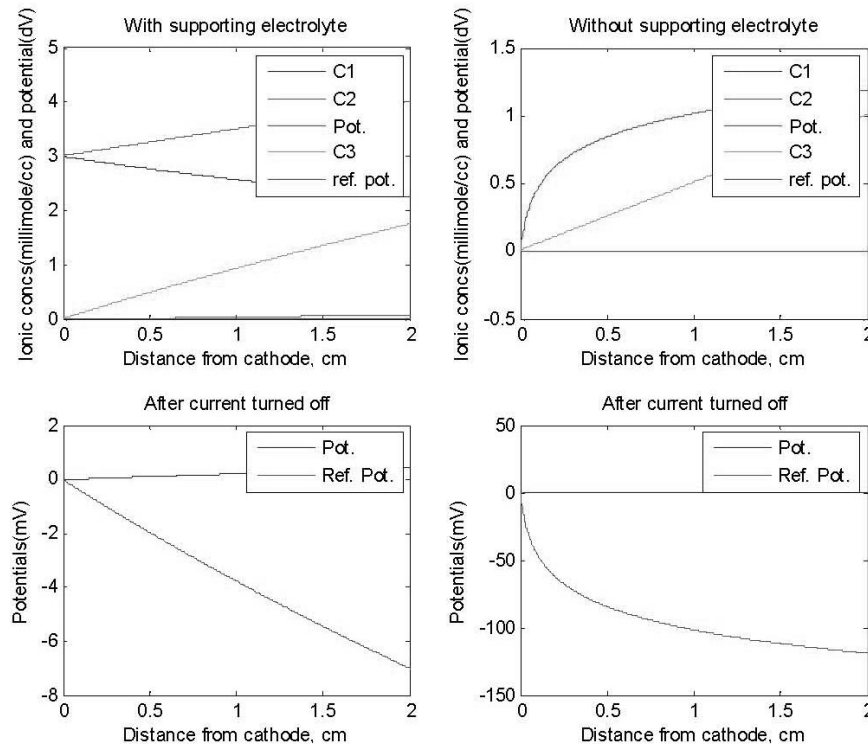 With supporting electrolyte
Ionic concs(millimole/cc) and potential(dV)
5
4
3
2
1
0
C1
C2
Pot.
C3
ref. pot.
0 0.5 1 1.5 2
Distance from cathode, cm
Without supporting electrolyte
Ionic concs(millimole/cc) and potential(dV)
1.5
1
0.5
0
-0.5
C1
C2
Pot.
C3
ref. pot.
0 0.5 1 1.5 2
Distance from cathode, cm
After current turned off
Potentials(mV)
2
0
-2
-4
-6
-8
Pot.
Ref. Pot.
0 0.5 1 1.5 2
Distance from cathode, cm
After current turned off
Potentials(mV)
50
0
-50
-100
-150
Pot.
Ref. Pot.
0 0.5 1 1.5 2
Distance from cathode, cm